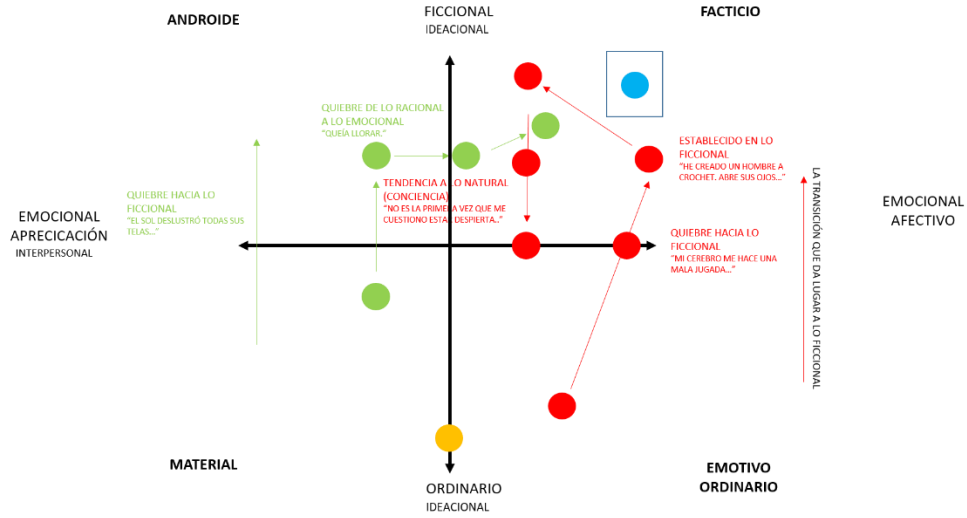 ANDROIDE
FICCIONAL
IDEACIONAL
FACTICIO
QUIEBRE DE LO RACIONAL
A LO EMOCIONAL
"QUEÍA LLORAR."
ESTABLECIDO EN LO
FICCIONAL
"HE CREADO UN HOMBRE A
CROCHET, ABRE SUS OJOS…"
TENDENCIA A LO NATURAL
(CONCIENCIA)
"NO ES LA PRIMERA VEZ QUE ME
CUESTIONO ESTAR DESPIERTA.."
QUIEBRE HACIA LO
FICCIONAL
"EL SOL DESLUSTRÓ TODAS SUS
TELAS…"
EMOCIONAL
APRECICACIÓN
INTERPERSONAL
QUIEBRE HACIA LO
FICCIONAL
"MI CEREBRO ME HACE UNA
MALA JUGADA…"
LA TRANSICIÓN QUE DA LUGAR A LO FICCIONAL
EMOCIONAL
AFECTIVO
MATERIAL
ORDINARIO
IDEACIONAL
EMOTIVO
ORDINARIO